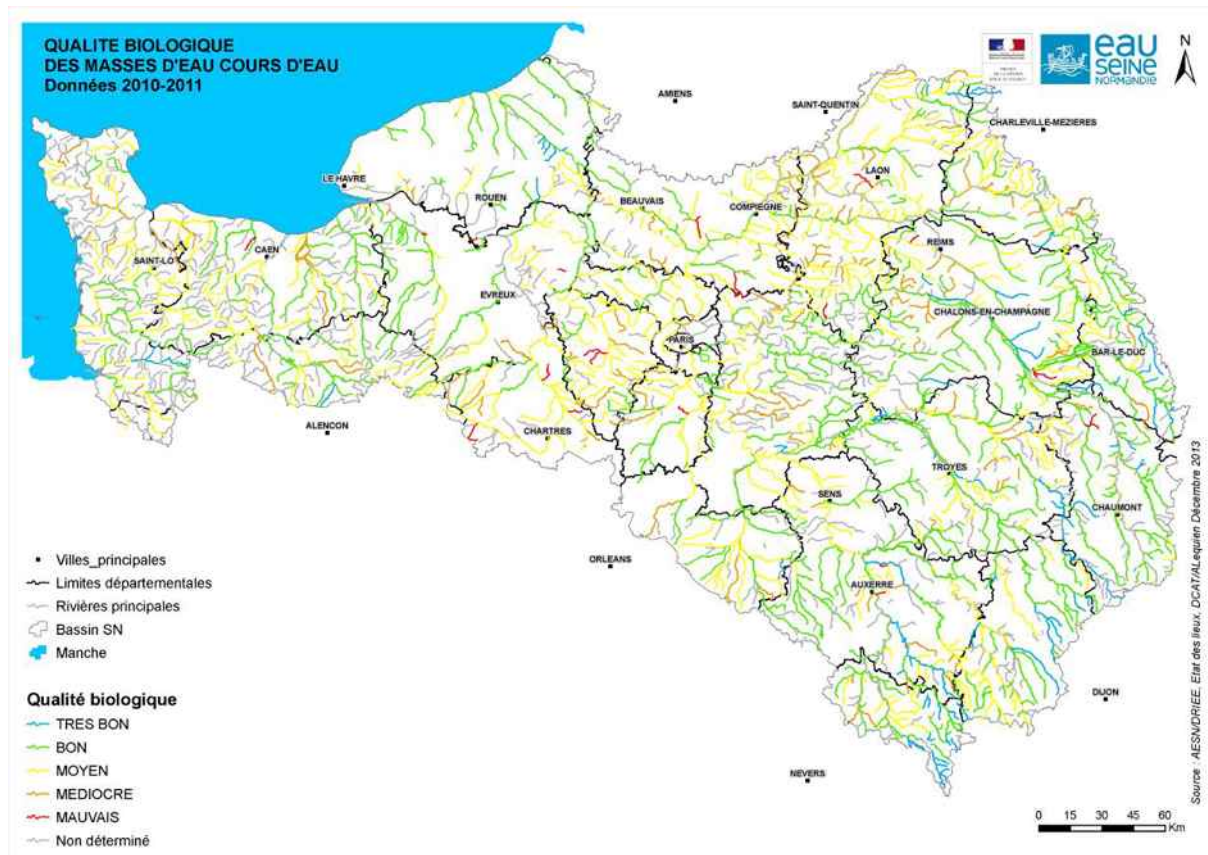 QUALITE BIOLOGIQUE
DES MASSES D'EAU COURS D'EAU
Données 2010-2011
eau
SEINE
NORMANDIE
N
AMIENS
SAINT-QUENTIN
CHARLEVILLE-MEZIERES
LE HAVRE
ROUEN
BEAUVAIS
COMPIEGNE
LAON
REIMS
CAEN
SAINT-LO
EVREUX
PARIS
CHALONS-EN-CHAMPAGNE
BAR-LE-DUC
ALENCON
CHARTRES
TROYES
SENS
CHAUMONT
ORLEANS
AUXERRE
DIJON
NEVERS
Villes_principales
Limites départementales
Rivières principales
Bassin SN
Manche
Qualité biologique
TRES BON
BON
MOYEN
MEDIOCRE
MAUVAIS
Non déterminé
0 15 30 45 60
Km
Source : AESN/DRIEE. Etat des lieux. DCAT/ALequien Décembre 2013